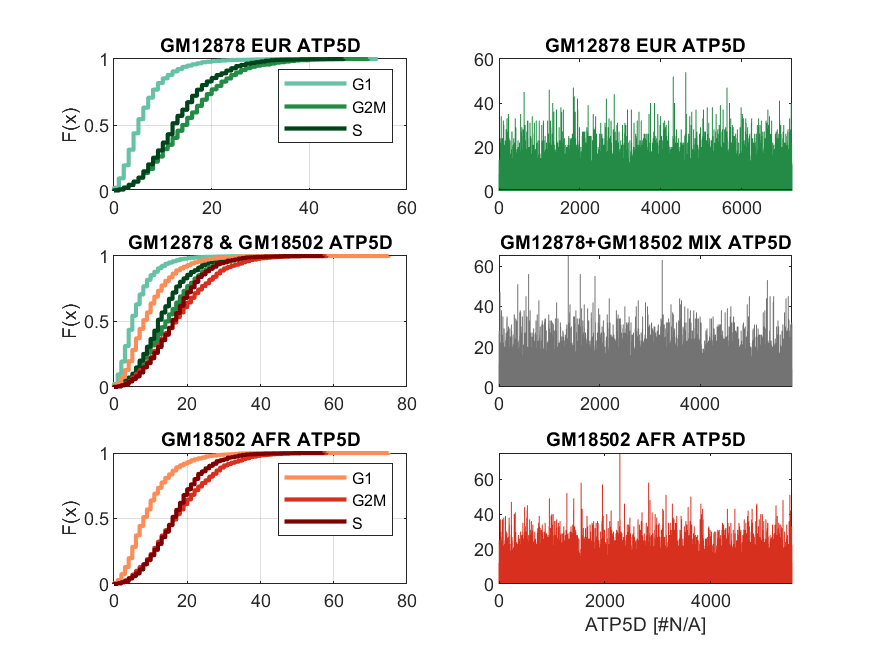 GM12878 EUR ATP5D
1
0.5
0
F(x)
0 20 40 60
G1
G2M
S
GM12878 EUR ATP5D
60
40
20
0
0 2000 4000 6000
GM12878 & GM18502 ATP5D
1
0.5
0
F(x)
0 20 40 60 80
GM12878+GM18502 MIX ATP5D
60
40
20
0
0 2000 4000
GM18502 AFR ATP5D
1
0.5
0
F(x)
0 20 40 60 80
G1
G2M
S
GM18502 AFR ATP5D
60
40
20
0
0 2000 4000
ATP5D [#N/A]